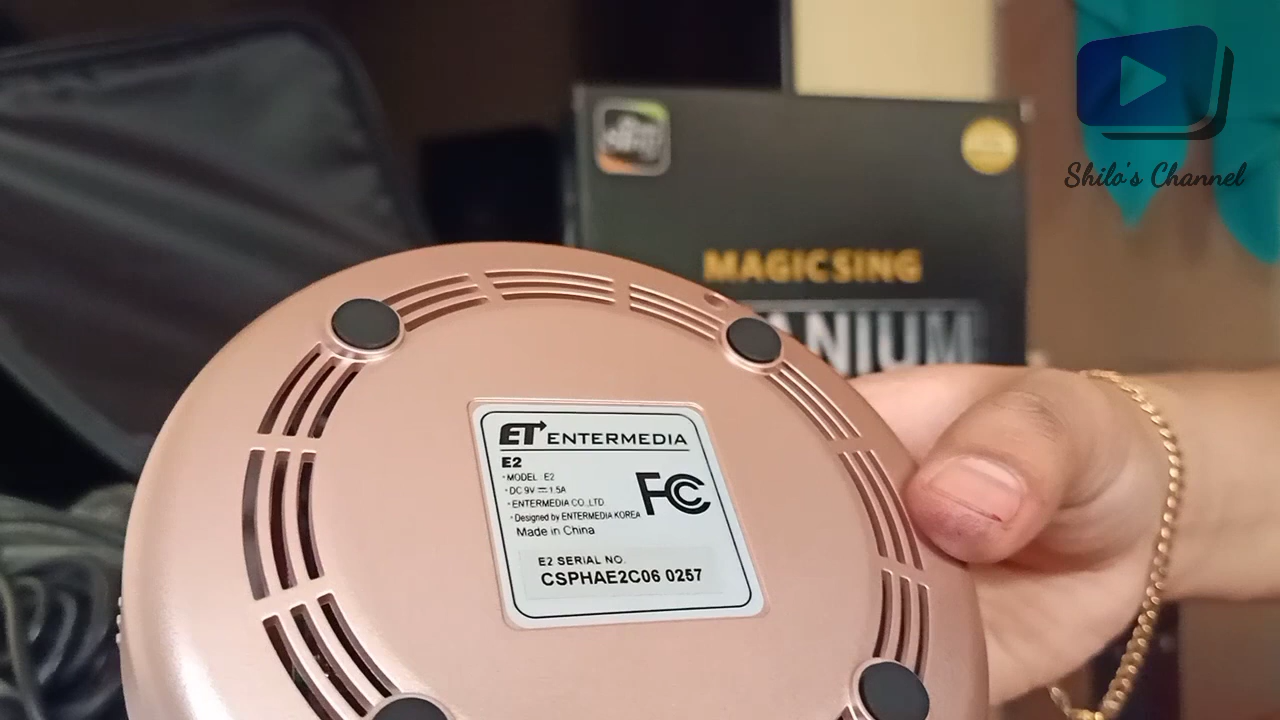 Shilo's Channel
MAGICSING
ANIUM
ET ENTERMEDIA
E2
·MODEL : E2
·DC 9V ⎓ 1.5A
·ENTERMEDIA CO.,LTD
·Designed by ENTERMEDIA KOREA
Made in China
FC
E2 SERIAL NO.
CSPHAE2C06 0257